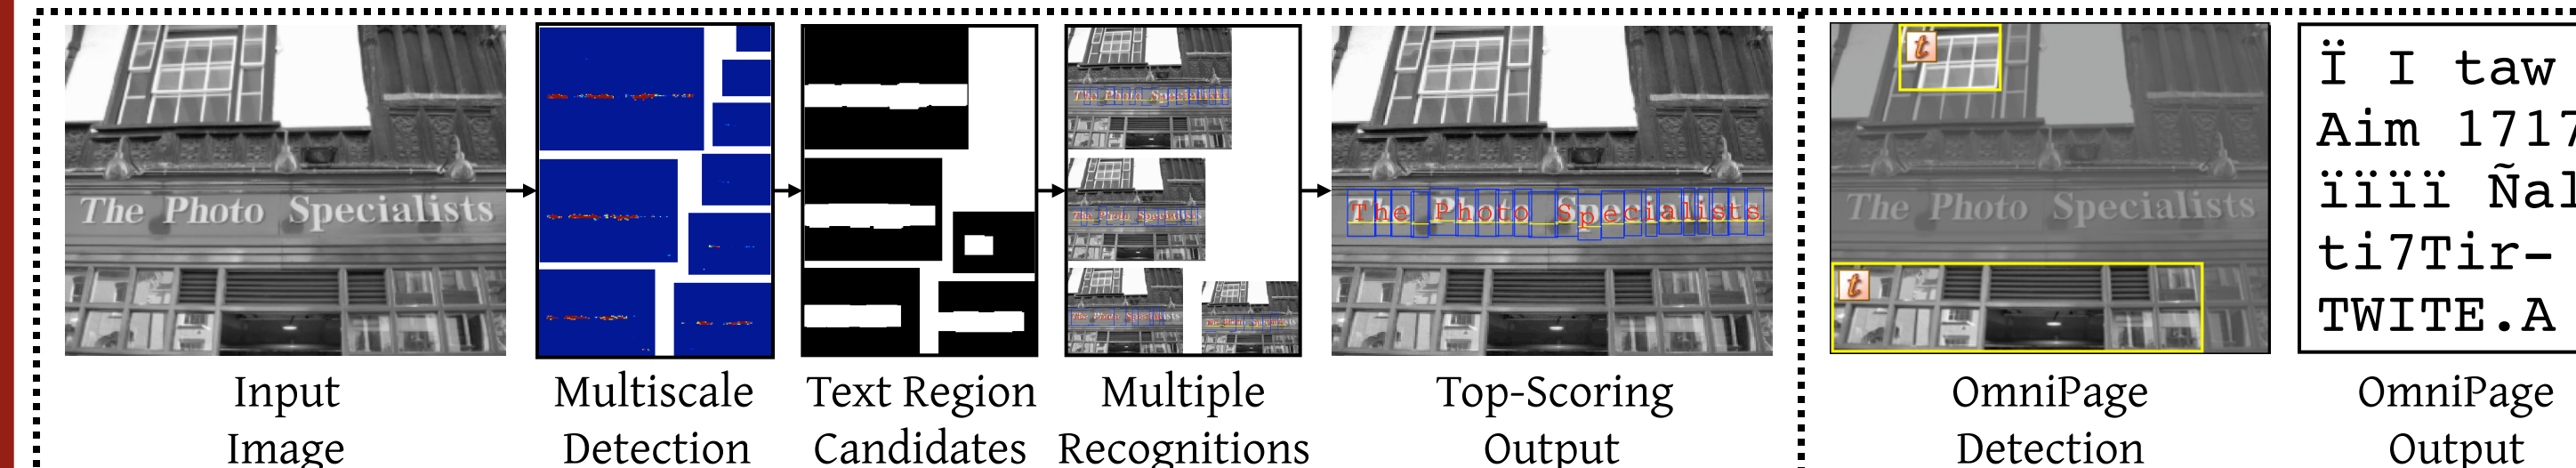 The Photo Specialists
The Photo Specialists
The Photo Specialists
Ï I taw
Aim 1717
ïïïï Ñal
ti7Tir-
TWITE.A
Input
Image
Multiscale
Detection
Text Region
Candidates
Multiple
Recognitions
Top-Scoring
Output
OmniPage
Detection
OmniPage
Output